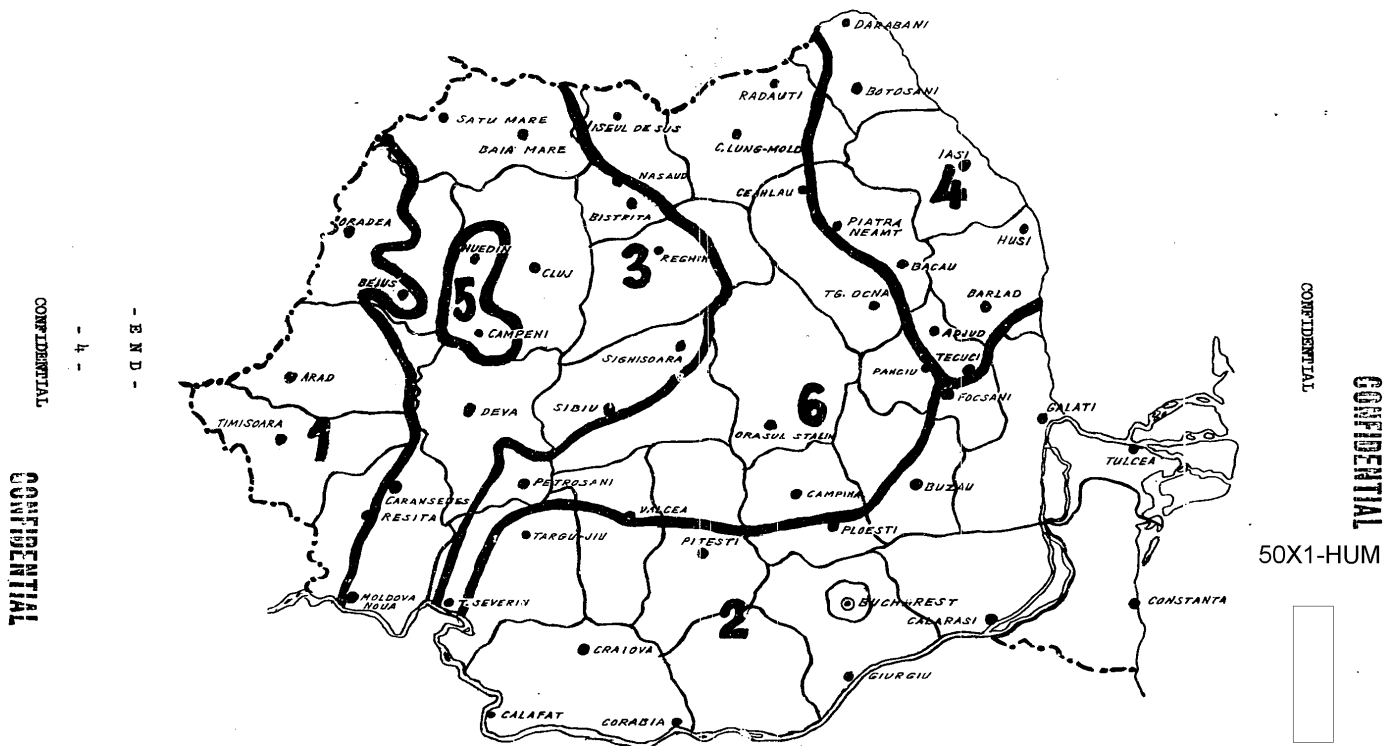 DARABANI
RADAUTI
BOTOSANI
SATU MARE
BAIA MARE
VISEUL DE SUS
C.LUNG-MOLD
IASI
4
NASAUD
CEAHLAU
BISTRITA
ORADEA
PIATRA
NEAMT
HUSI
HUEDIN
3
REGHIN
CLUJ
BACAU
BEJUS
5
TG. OCNA
BARLAD
CAMPENI
ADJUD
SIGHISOARA
TECUCI
PANCIU
ARAD
FOCSANI
DEVA
SIBIU
6
GALATI
TIMISOARA
1
ORASUL STALIN
TULCEA
PETROSANI
CAMPINA
BUZAU
CARANSEBES
RESITA
VALCEA
PLOESTI
TARGU-JIU
PITESTI
MOLDOVA
NOUA
T. SEVERIN
BUCHAREST
CONSTANTA
2
CALARASI
CRAIOVA
GIURGIU
CALAFAT
CORABIA
- END -
- 4 -
CONFIDENTIAL
CONFIDENTIAL
CONFIDENTIAL
CONFIDENTIAL
CONFIDENTIAL
50X1-HUM